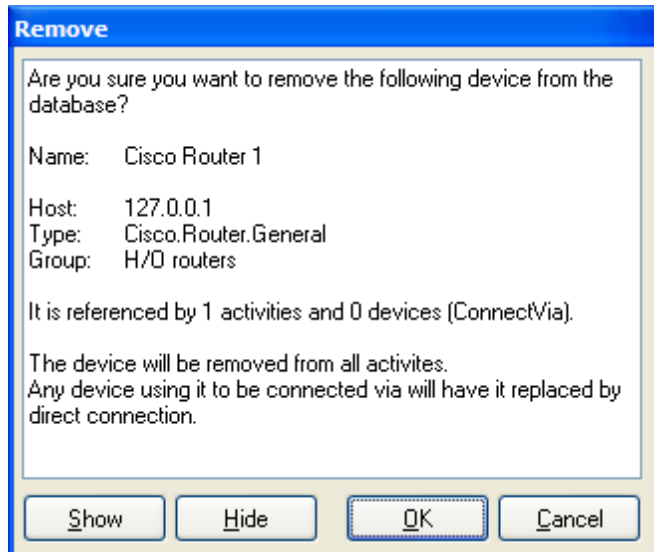 Remove
Are you sure you want to remove the following device from the
database?
Name: Cisco Router 1
Host: 127.0.0.1
Type: Cisco.Router.General
Group: H/O routers
It is referenced by 1 activities and 0 devices (ConnectVia).
The device will be removed from all activites.
Any device using it to be connected via will have it replaced by
direct connection.
Show Hide OK Cancel